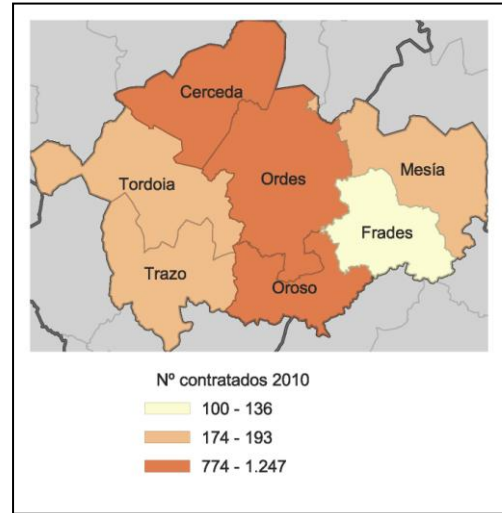 Cerceda
Mesía
Ordes
Tordoia
Frades
Trazo
Oroso
Nº contratados 2010
100 - 136
174 - 193
774 - 1.247